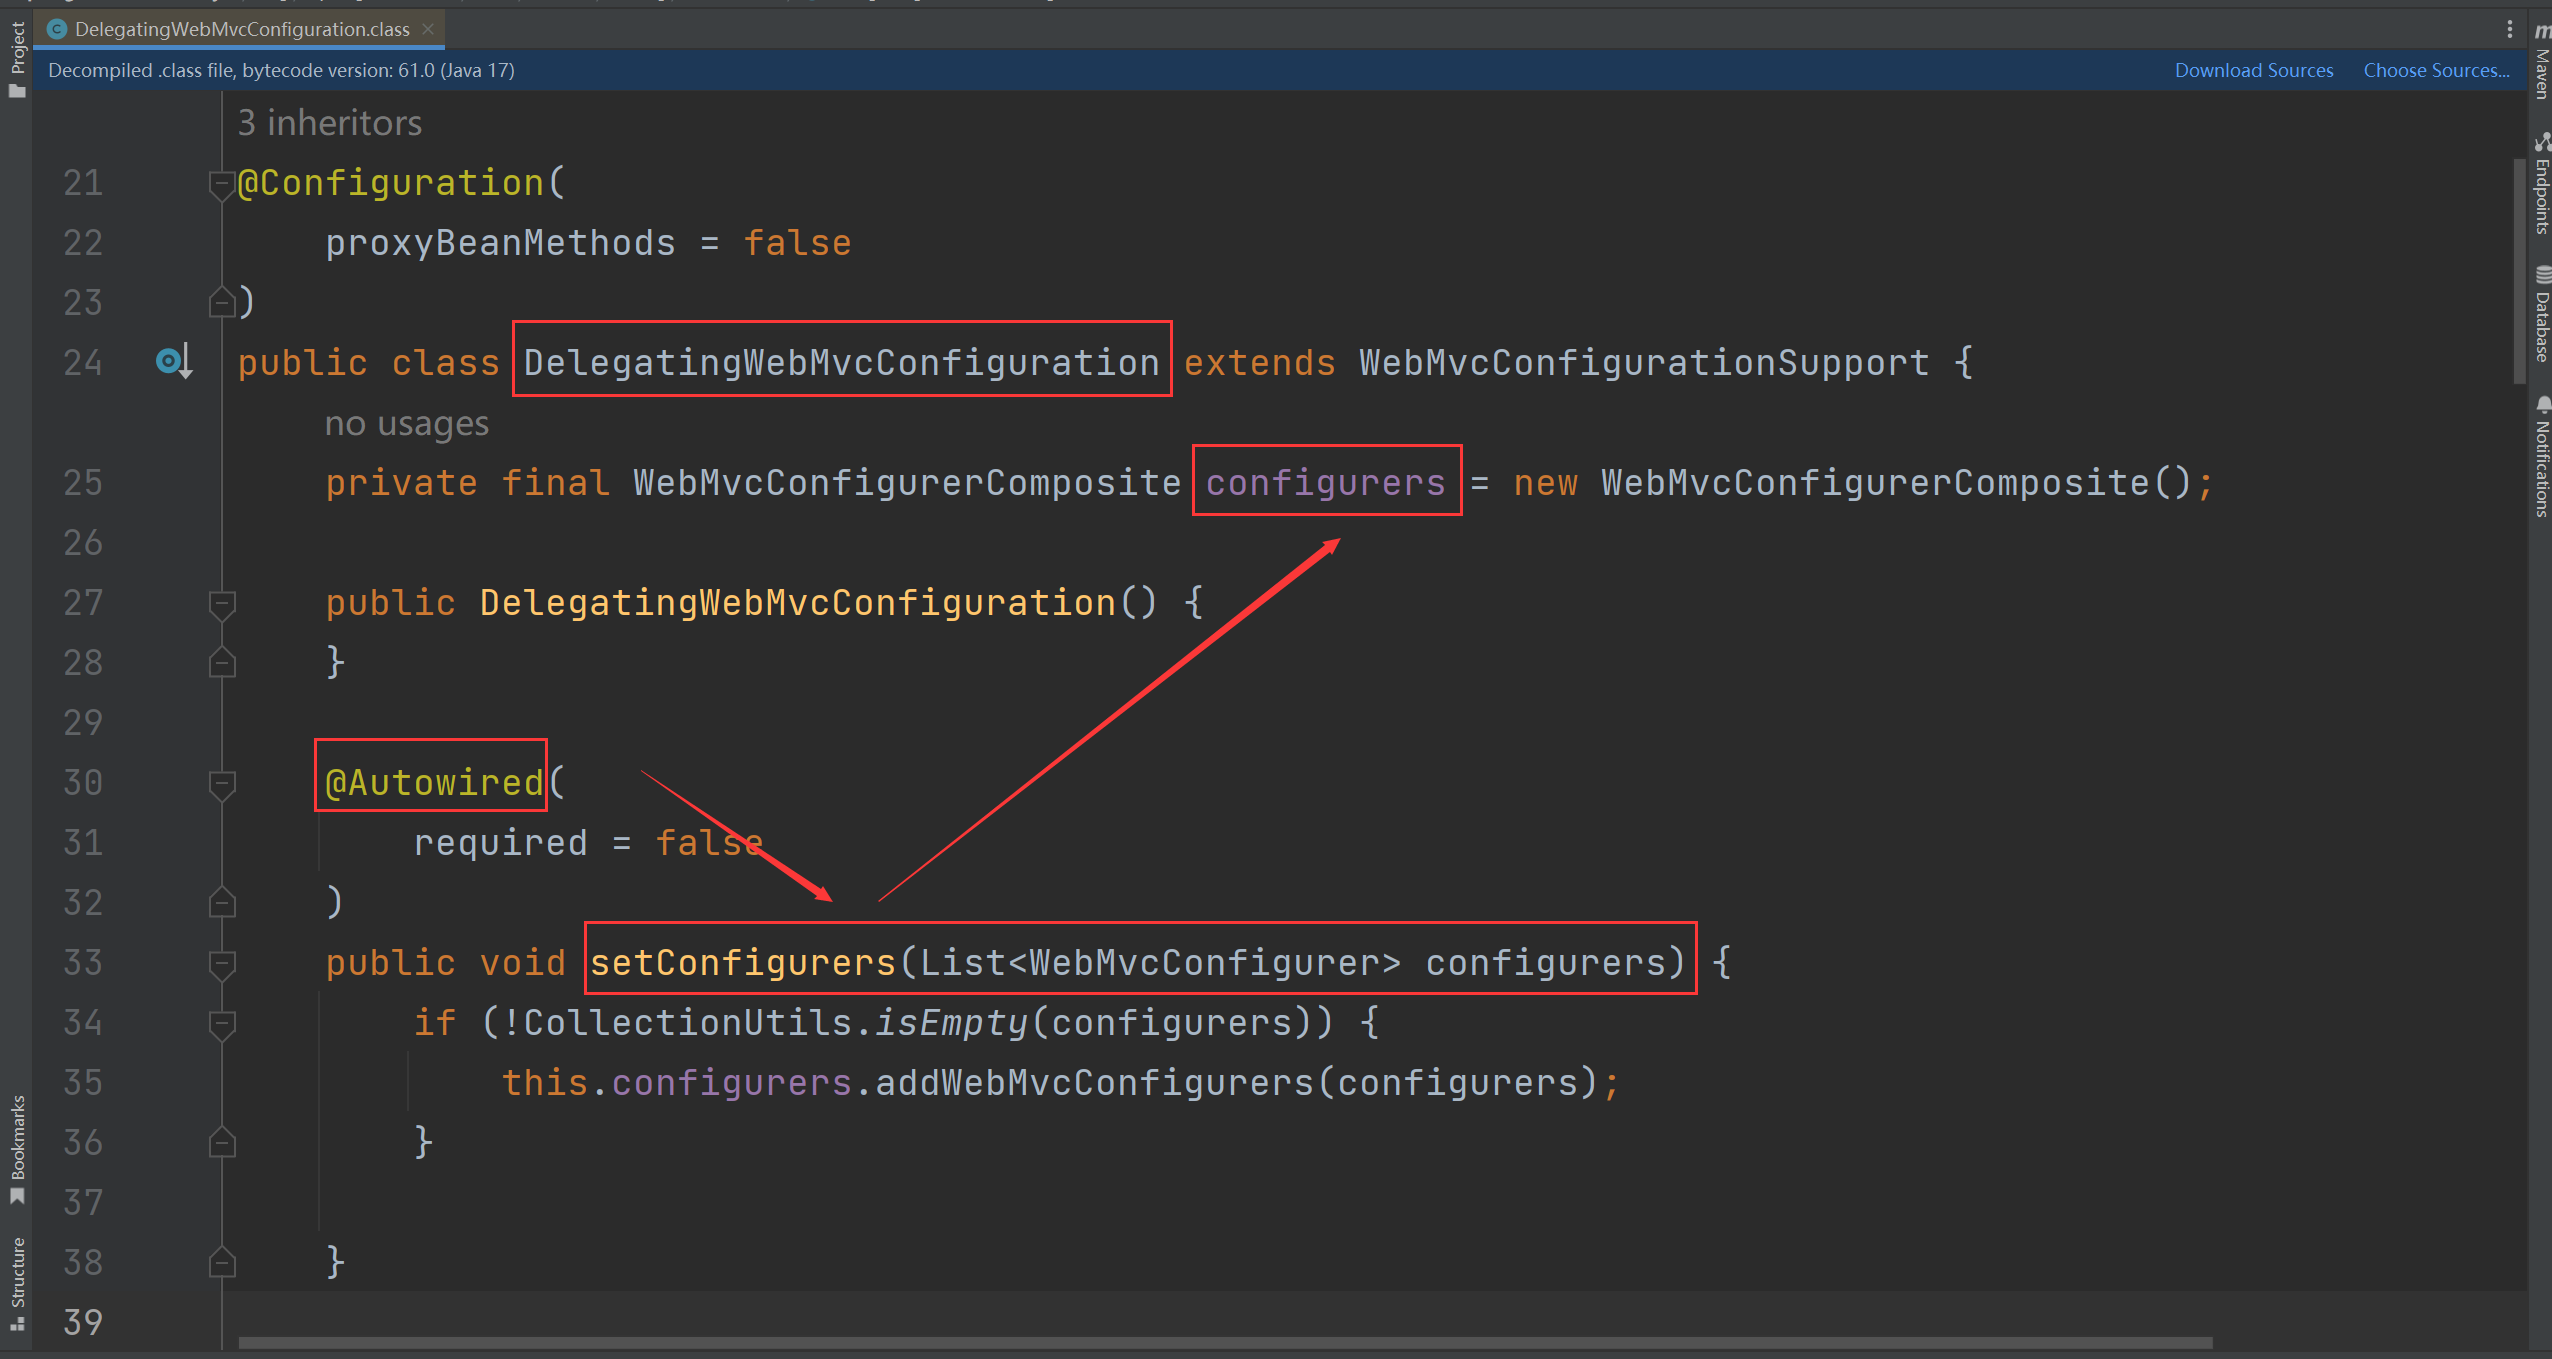 Project
DelegatingWebMvcConfiguration.class
Decompiled .class file, bytecode version: 61.0 (Java 17)
Download Sources
Choose Sources...
3 inheritors
21 @Configuration(
22     proxyBeanMethods = false
23 )
24 public class DelegatingWebMvcConfiguration extends WebMvcConfigurationSupport {
no usages
25     private final WebMvcConfigurerComposite configurers = new WebMvcConfigurerComposite();
26
27     public DelegatingWebMvcConfiguration() {
28     }
29
30     @Autowired(
31         required = false
32     )
33     public void setConfigurers(List<WebMvcConfigurer> configurers) {
34         if (!CollectionUtils.isEmpty(configurers)) {
35             this.configurers.addWebMvcConfigurers(configurers);
36         }
37
38     }
39
Bookmarks
Structure
Maven
Endpoints
Database
Notifications